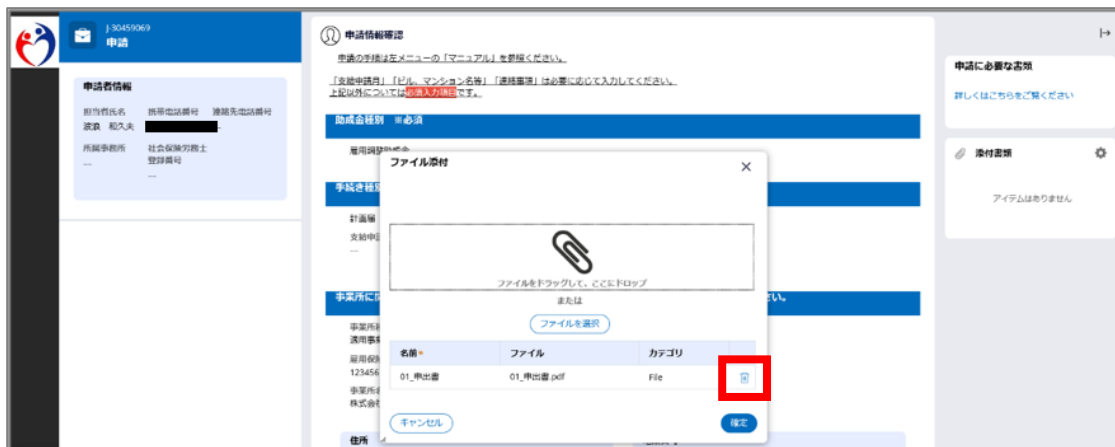 J-30459069
申請
申請者情報
担当者氏名 携帯電話番号 連絡先電話番号
波浪 和久夫
所属事務所 社会保険労務士
登録番号
---
---
申請情報確認
申請の手順は左メニューの「マニュアル」を参照ください。
「支給申請月」「ビル、マンション名等」「連絡事項」は必要に応じて入力してください。
上記以外については必須入力項目です。
助成金種別 ※必須
雇用調整助成金
手続き種別
計画届
支給申請
---
ファイル添付
ファイルをドラッグして、ここにドロップ
または
ファイルを選択
名前 ファイル カテゴリ
01_申出書 01_申出書.pdf File
キャンセル
確定
事業所に
さい。
事業所
適用事業
雇用保険
123456
事業所
株式会社
住所
申請に必要な書類
詳しくはこちらをご覧ください
添付書類
アイテムはありません